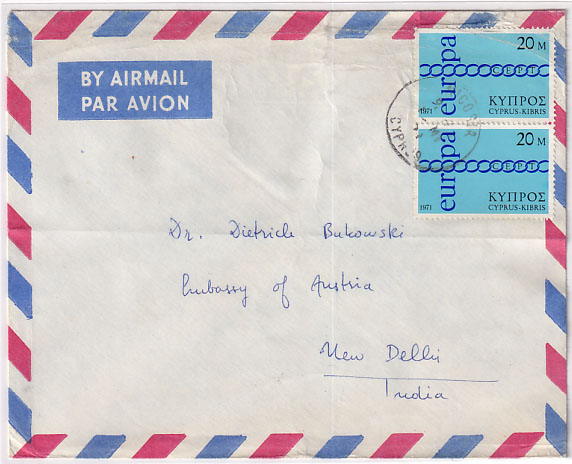 BY AIRMAIL
PAR AVION
europa
20 M
CEPT
1971
ΚΥΠΡΟΣ
CYPRUS-KIBRIS
europa
20 M
1971
ΚΥΠΡΟΣ
CYPRUS-KIBRIS
Dr. Dietrich Bukowski
Embassy of Austria
New Delhi
India